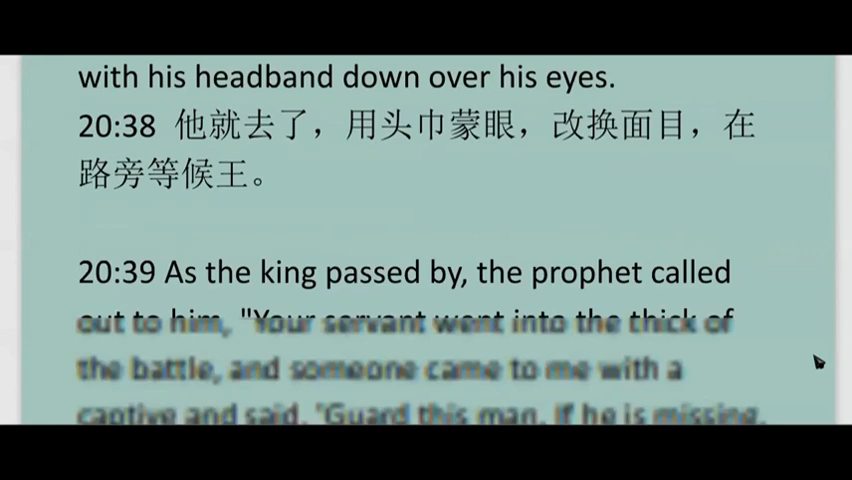 with his headband down over his eyes.
20:38 他就去了，用头巾蒙眼，改换面目，在
路旁等候王。
20:39 As the king passed by, the prophet called
out to him, "Your servant went into the thick of
the battle, and someone came to me with a
captive and said, 'Guard this man. If he is missing,